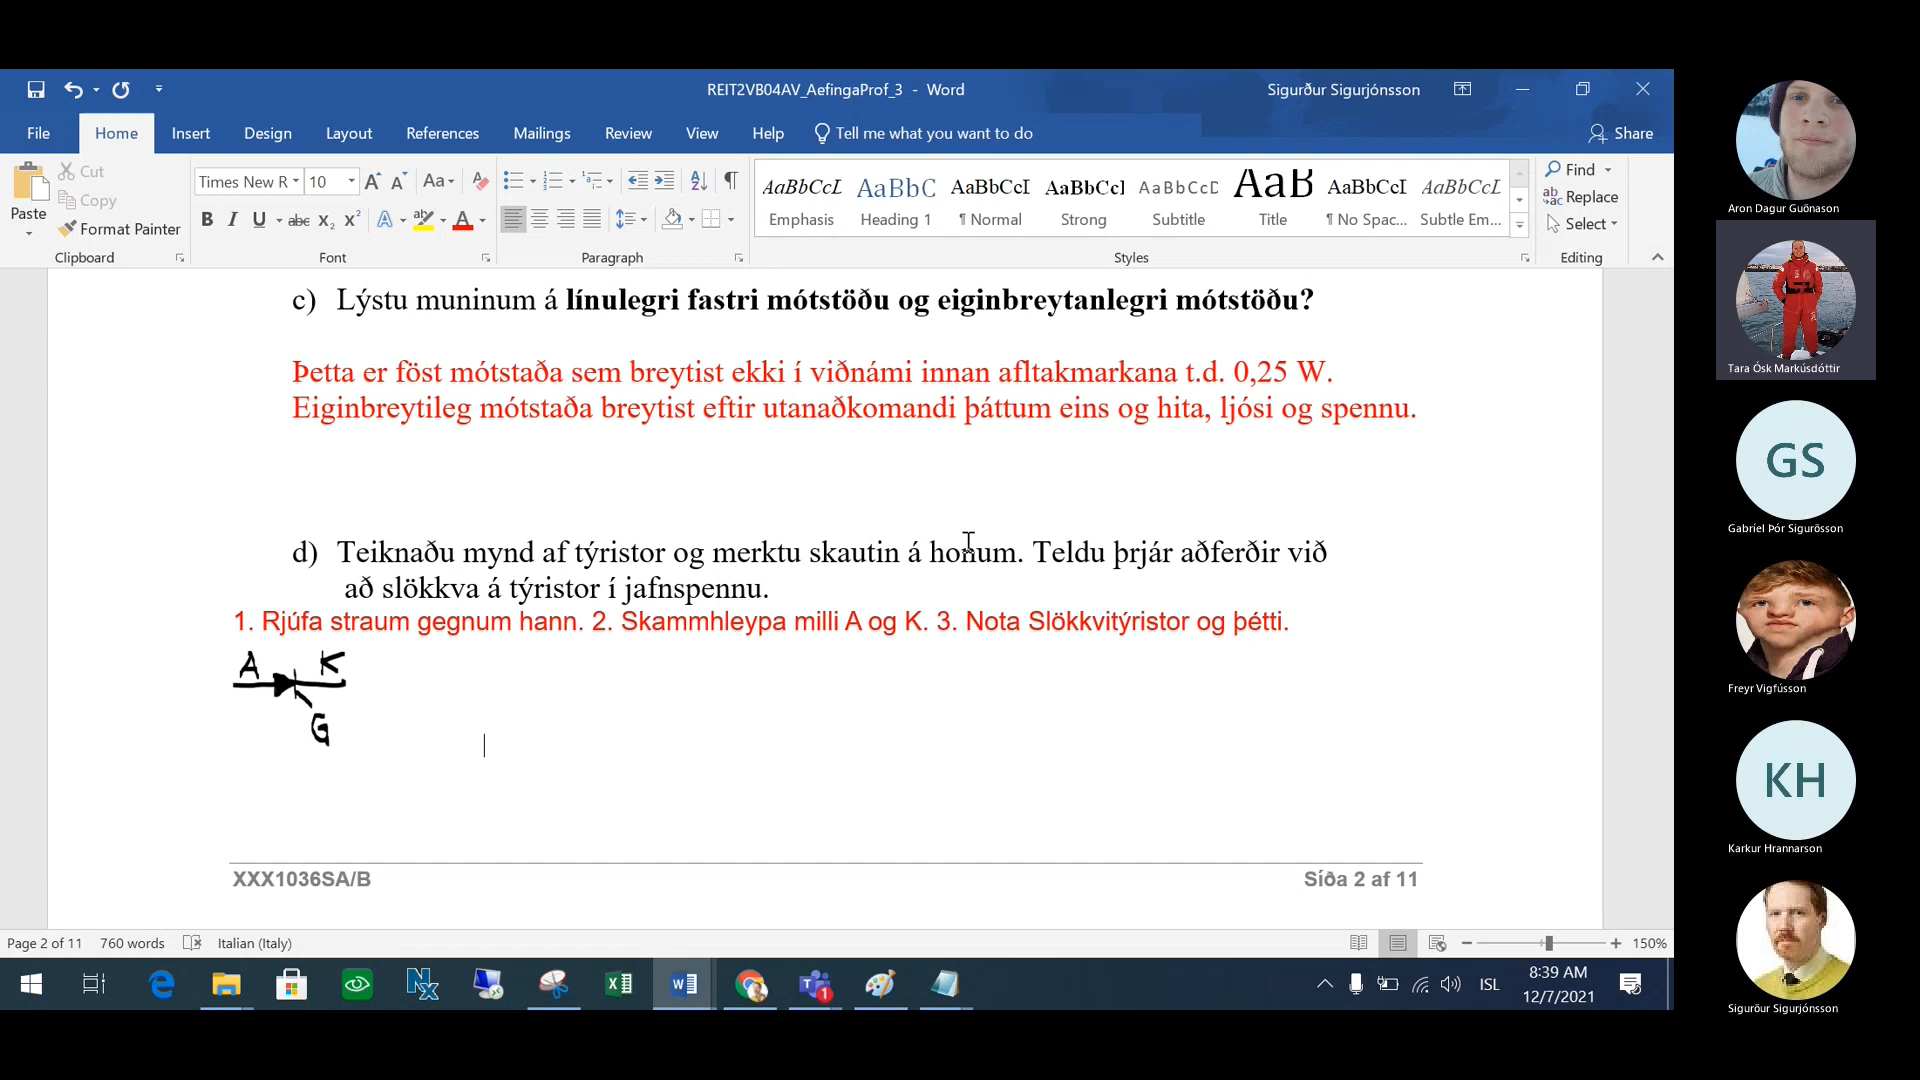 REIT2VB04AV_AefingaProf_3 - Word
Sigurður Sigurjónsson
File Home Insert Design Layout References Mailings Review View Help Tell me what you want to do Share
Paste
Cut
Copy
Format Painter
Clipboard
Times New R 10
Font
Paragraph
AaBbCcL AaBbC AaBbCcI AaBbCcI AaBbCcD AaB AaBbCcI AaBbCcL
Emphasis Heading 1 ¶ Normal Strong Subtitle Title ¶ No Spac... Subtle Em...
Styles
Find
Replace
Select
Editing
c) Lýstu muninum á línulegri fastri mótstöðu og eiginbreytanlegri mótstöðu?
Þetta er föst mótstaða sem breytist ekki í viðnámi innan afltakmarkana t.d. 0,25 W.
Eiginbreytileg mótstaða breytist eftir utanaðkomandi þáttum eins og hita, ljósi og spennu.
d) Teiknaðu mynd af týristor og merktu skautin á honum. Teldu þrjár aðferðir við
að slökkva á týristor í jafnspennu.
1. Rjúfa straum gegnum hann. 2. Skammhleypa milli A og K. 3. Nota Slökkvitýristor og þétti.
A K
G
XXX1036SA/B Síða 2 af 11
Page 2 of 11 760 words Italian (Italy) 150%
ISL
8:39 AM
12/7/2021
Aron Dagur Guðnason
Tara Ósk Markúsdóttir
GS
Gabríel Þór Sigurðsson
Freyr Vigfússon
KH
Karkur Hrannarson
Sigurður Sigurjónsson